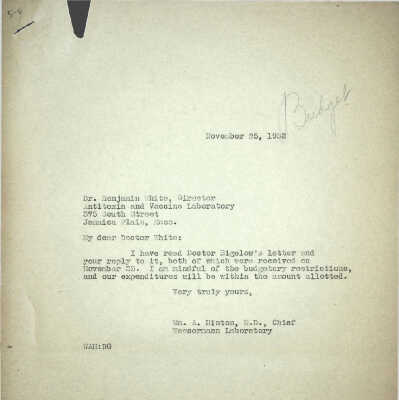 Budget
November 25, 1932
Dr. Benjamin White, Director
Antitoxin and Vaccine Laboratory
375 South Street
Jamaica Plain, Mass.
My dear Doctor White:
I have read Doctor Bigelow's letter and
your reply to it, both of which were received on
November 25. I am mindful of the budgetary restrictions,
and our expenditures will be within the amount allotted.
Very truly yours,
Wm. A. Hinton, M.D., Chief
Wassermann Laboratory
WAH:DG